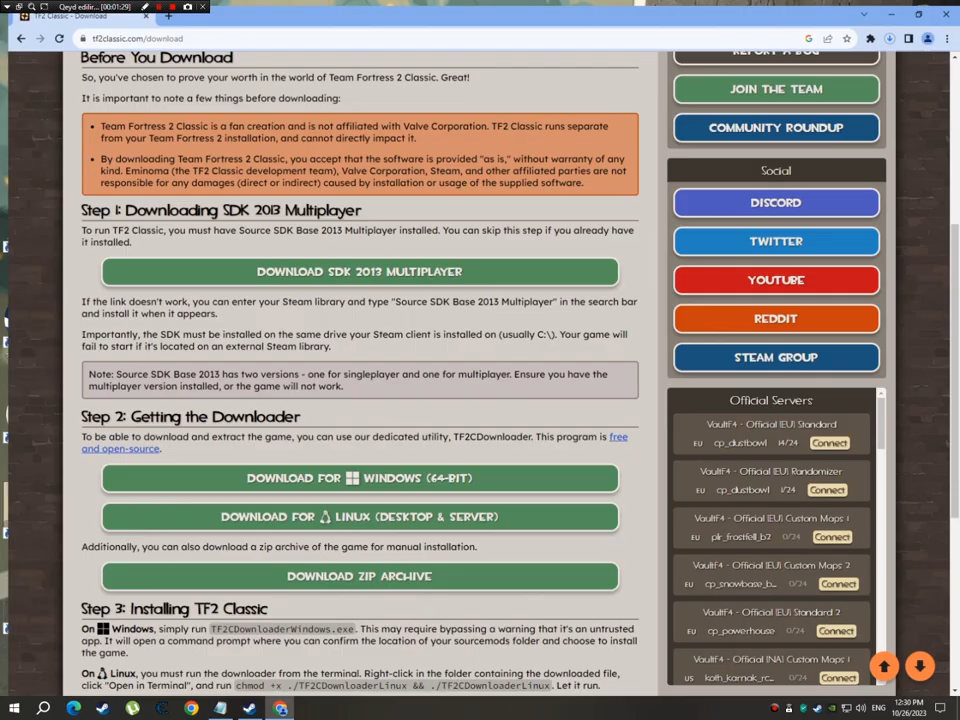 Qeyd edilir... [00:01:29]
TF2 Classic - Download
tf2classic.com/download
Before You Download
So, you've chosen to prove your worth in the world of Team Fortress 2 Classic. Great!
It is important to note a few things before downloading:
• Team Fortress 2 Classic is a fan creation and is not affiliated with Valve Corporation. TF2 Classic runs separate
from your Team Fortress 2 installation, and cannot directly impact it.
• By downloading Team Fortress 2 Classic, you accept that the software is provided "as is," without warranty of any
kind. Eminoma (the TF2 Classic development team), Valve Corporation, Steam, and other affiliated parties are not
responsible for any damages (direct or indirect) caused by installation or usage of the supplied software.
Step 1: Downloading SDK 2013 Multiplayer
To run TF2 Classic, you must have Source SDK Base 2013 Multiplayer installed. You can skip this step if you already have
it installed.
DOWNLOAD SDK 2013 MULTIPLAYER
If the link doesn't work, you can enter your Steam library and type "Source SDK Base 2013 Multiplayer" in the search bar
and install it when it appears.
Importantly, the SDK must be installed on the same drive your Steam client is installed on (usually C:\). Your game will
fail to start if it's located on an external Steam library.
Note: Source SDK Base 2013 has two versions - one for singleplayer and one for multiplayer. Ensure you have the
multiplayer version installed, or the game will not work.
Step 2: Getting the Downloader
To be able to download and extract the game, you can use our dedicated utility, TF2CDownloader. This program is free
and open-source.
DOWNLOAD FOR WINDOWS (64-BIT)
DOWNLOAD FOR LINUX (DESKTOP & SERVER)
Additionally, you can also download a zip archive of the game for manual installation.
DOWNLOAD ZIP ARCHIVE
Step 3: Installing TF2 Classic
On Windows, simply run TF2CDownloaderWindows.exe. This may require bypassing a warning that it's an untrusted
app. It will open a command prompt where you can confirm the location of your sourcemods folder and choose to install
the game.
On Linux, you must run the downloader from the terminal. Right-click in the folder containing the downloaded file,
click "Open in Terminal", and run chmod +x ./TF2CDownloaderLinux && ./TF2CDownloaderLinux. Let it run.
REPORT A BUG
JOIN THE TEAM
COMMUNITY ROUNDUP
Social
DISCORD
TWITTER
YOUTUBE
REDDIT
STEAM GROUP
Official Servers
VaultF4 - Official [EU] Standard
EU cp_dustbowl 14/24 Connect
VaultF4 - Official [EU] Randomizer
EU cp_dustbowl 1/24 Connect
VaultF4 - Official [EU] Custom Maps 1
EU plr_frostfell_b2 0/24 Connect
VaultF4 - Official [EU] Custom Maps 2
EU cp_snowbase_b... 0/24 Connect
VaultF4 - Official [EU] Standard 2
EU cp_powerhouse 0/24 Connect
VaultF4 - Official [NA] Custom Maps 1
EU koth_karnak_rc... 0/24 Connect
ENG
12:30 PM
10/26/2023